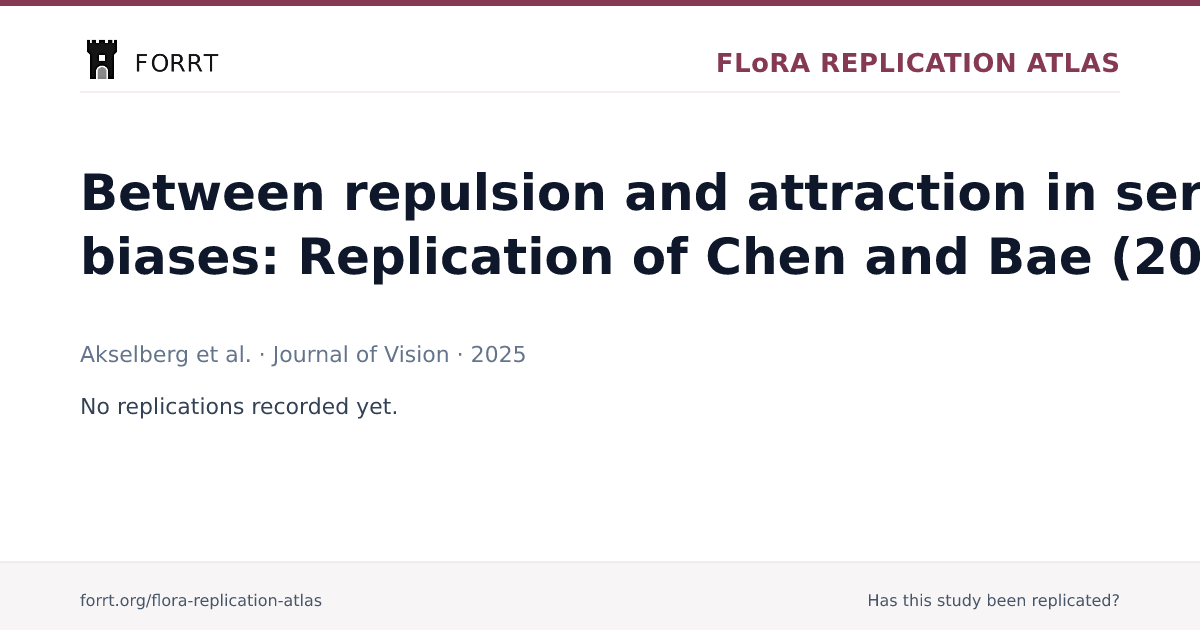 FORRT
FLoRA REPLICATION ATLAS
Between repulsion and attraction in ser
biases: Replication of Chen and Bae (20
Akselberg et al. · Journal of Vision · 2025
No replications recorded yet.
forrt.org/flora-replication-atlas
Has this study been replicated?